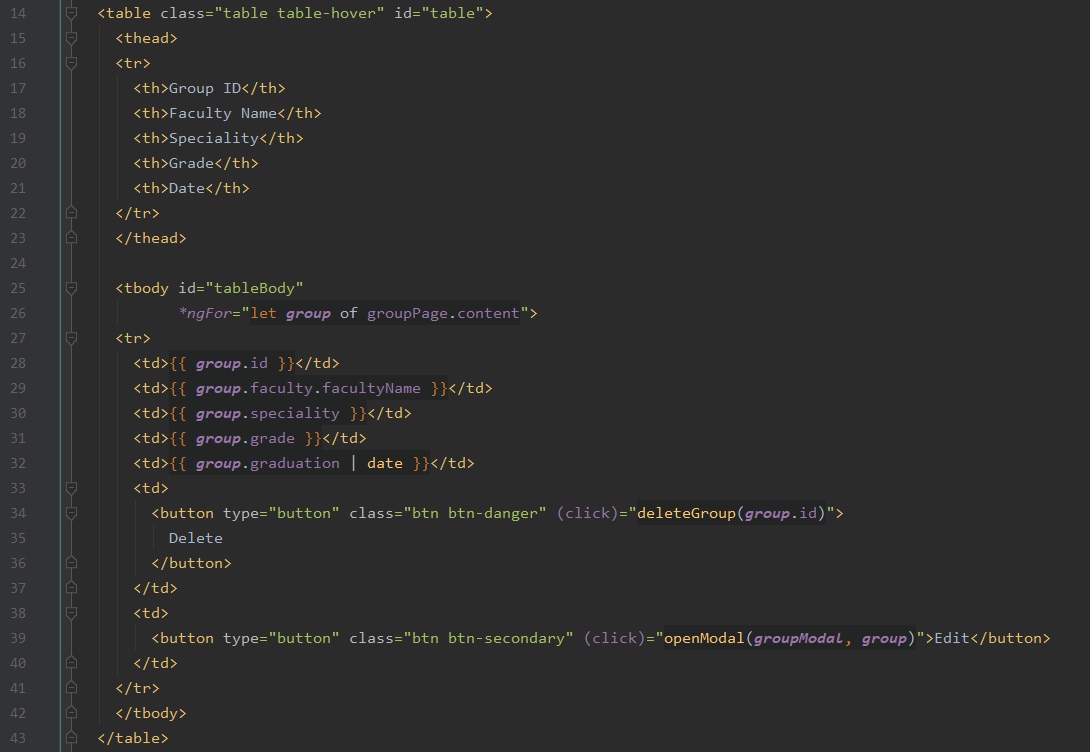 14 <table class="table table-hover" id="table">
15   <thead>
16   <tr>
17     <th>Group ID</th>
18     <th>Faculty Name</th>
19     <th>Speciality</th>
20     <th>Grade</th>
21     <th>Date</th>
22   </tr>
23   </thead>
24
25   <tbody id="tableBody"
26          *ngFor="let group of groupPage.content">
27   <tr>
28     <td>{{ group.id }}</td>
29     <td>{{ group.faculty.facultyName }}</td>
30     <td>{{ group.speciality }}</td>
31     <td>{{ group.grade }}</td>
32     <td>{{ group.graduation | date }}</td>
33     <td>
34       <button type="button" class="btn btn-danger" (click)="deleteGroup(group.id)">
35         Delete
36       </button>
37     </td>
38     <td>
39       <button type="button" class="btn btn-secondary" (click)="openModal(groupModal, group)">Edit</button>
40     </td>
41   </tr>
42   </tbody>
43 </table>